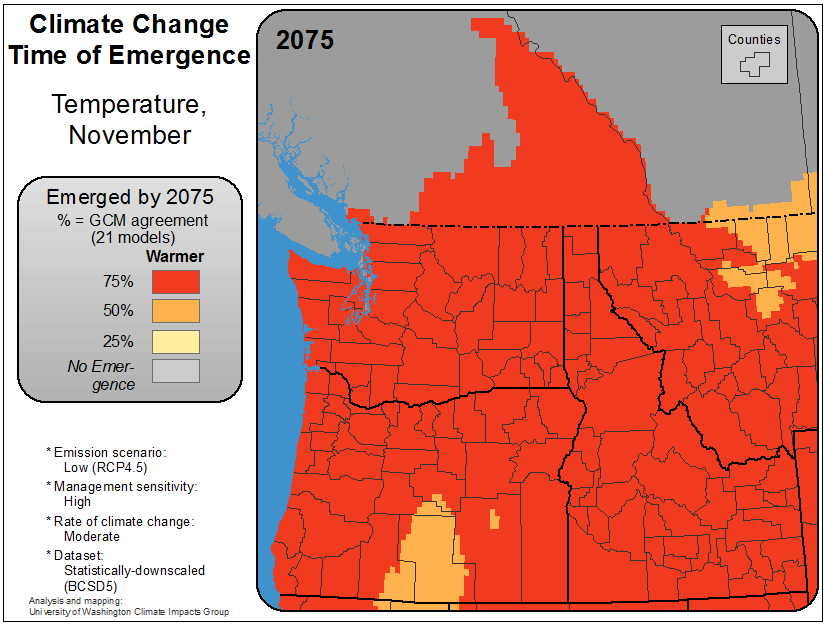 Climate Change
Time of Emergence
Temperature,
November
Emerged by 2075
% = GCM agreement
(21 models)
Warmer
75%
50%
25%
No Emer-
gence
* Emission scenario:
Low (RCP4.5)
* Management sensitivity:
High
* Rate of climate change:
Moderate
* Dataset:
Statistically-downscaled
(BCSD5)
Analysis and mapping:
University of Washington Climate Impacts Group
2075
Counties